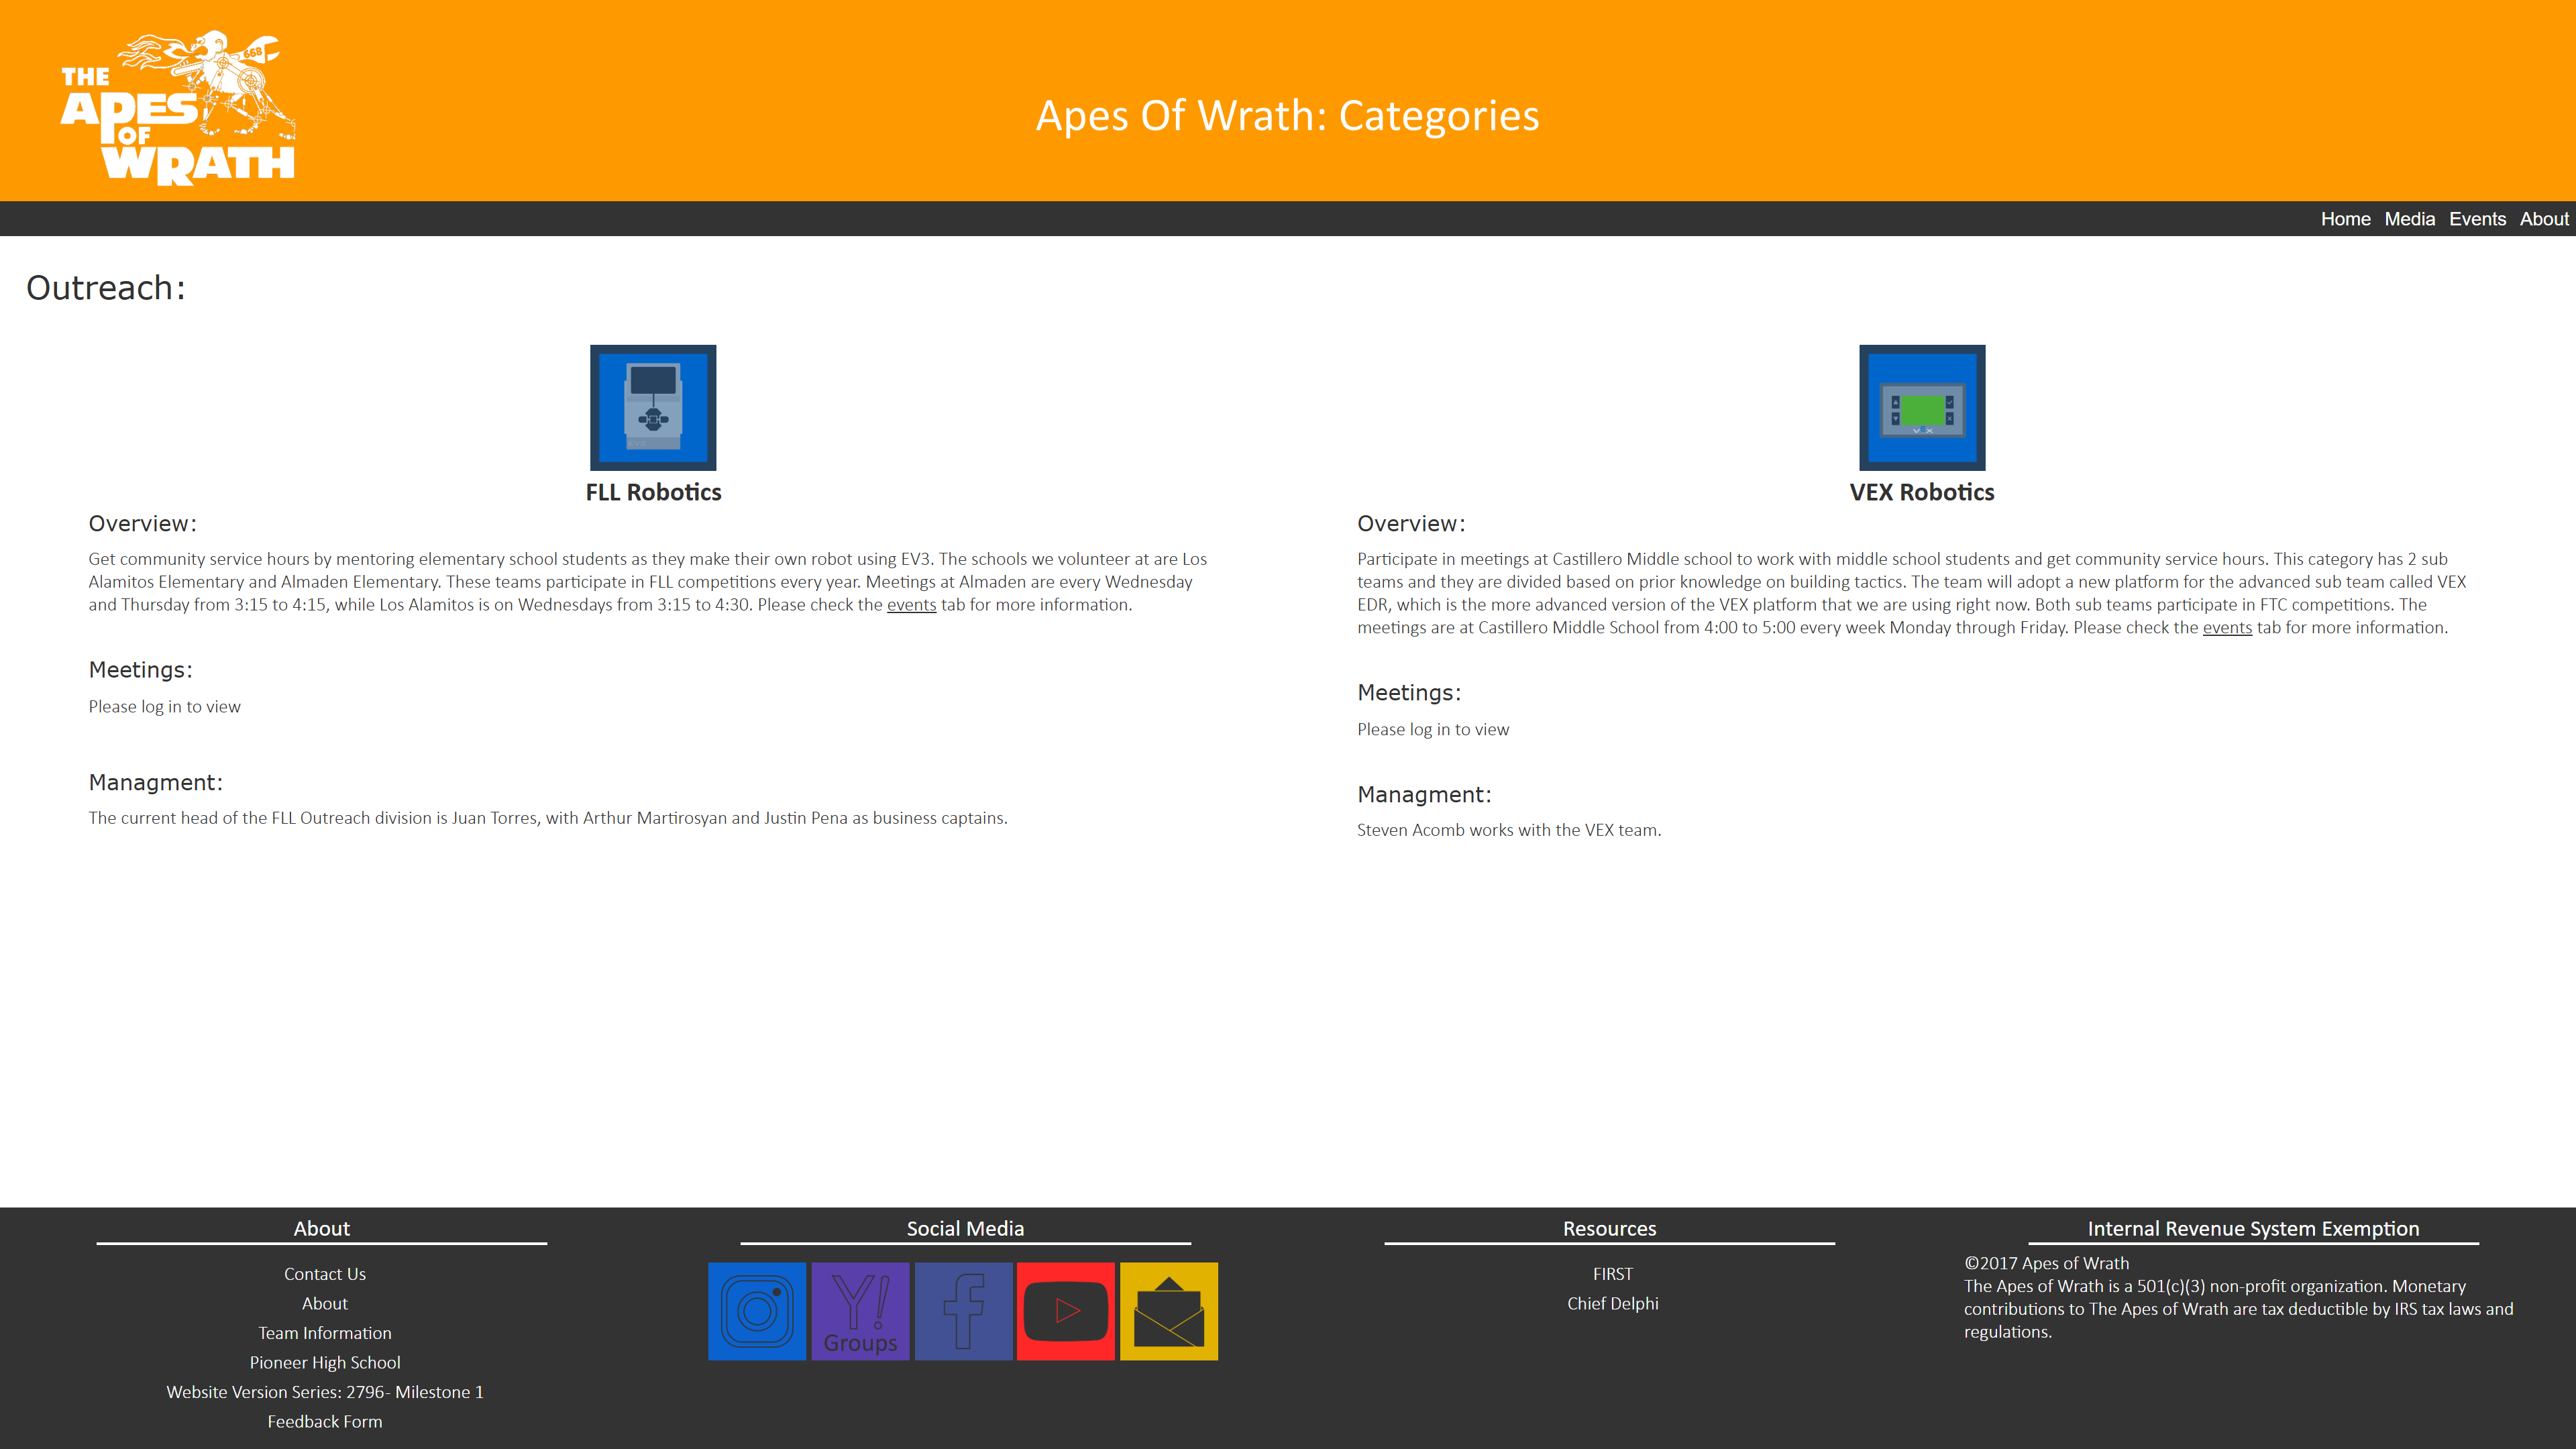 THE
APES
OF
WRATH
668
Apes Of Wrath: Categories
Home Media Events About
Outreach:
FLL Robotics
Overview:
Get community service hours by mentoring elementary school students as they make their own robot using EV3. The schools we volunteer at are Los
Alamitos Elementary and Almaden Elementary. These teams participate in FLL competitions every year. Meetings at Almaden are every Wednesday
and Thursday from 3:15 to 4:15, while Los Alamitos is on Wednesdays from 3:15 to 4:30. Please check the events tab for more information.
Meetings:
Please log in to view
Managment:
The current head of the FLL Outreach division is Juan Torres, with Arthur Martirosyan and Justin Pena as business captains.
VEX
VEX Robotics
Overview:
Participate in meetings at Castillero Middle school to work with middle school students and get community service hours. This category has 2 sub
teams and they are divided based on prior knowledge on building tactics. The team will adopt a new platform for the advanced sub team called VEX
EDR, which is the more advanced version of the VEX platform that we are using right now. Both sub teams participate in FTC competitions. The
meetings are at Castillero Middle School from 4:00 to 5:00 every week Monday through Friday. Please check the events tab for more information.
Meetings:
Please log in to view
Managment:
Steven Acomb works with the VEX team.
About
Contact Us
About
Team Information
Pioneer High School
Website Version Series: 2796- Milestone 1
Feedback Form
Social Media
Y!
Groups
f
Resources
FIRST
Chief Delphi
Internal Revenue System Exemption
©2017 Apes of Wrath
The Apes of Wrath is a 501(c)(3) non-profit organization. Monetary
contributions to The Apes of Wrath are tax deductible by IRS tax laws and
regulations.